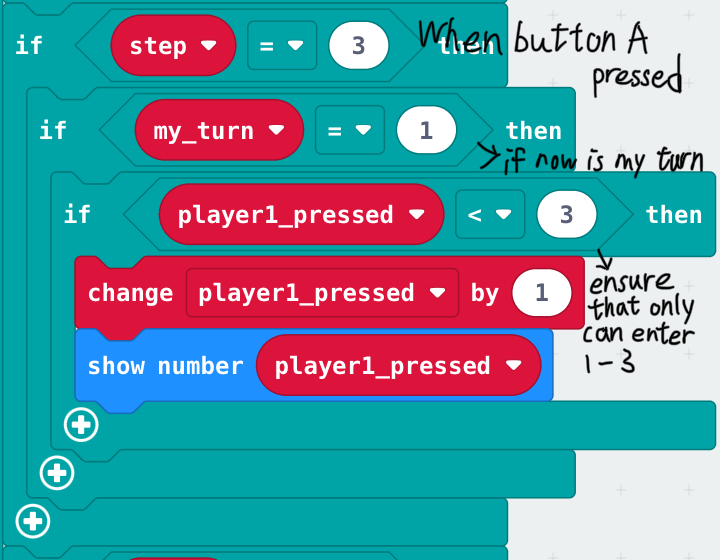 if step = 3 then
When button A
pressed
if my_turn = 1 then
if now is my turn
if player1_pressed < 3 then
change player1_pressed by 1
ensure
that only
can enter
1-3
show number player1_pressed